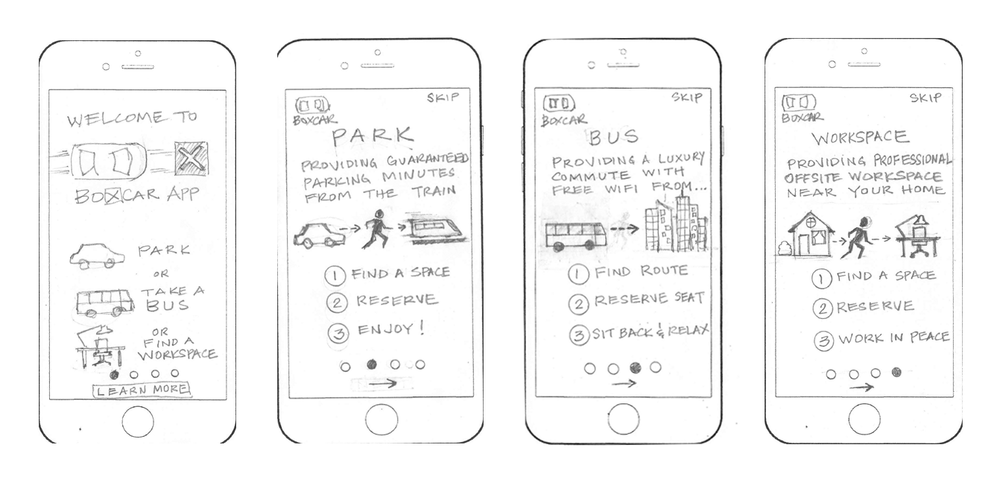 WELCOME TO
BOXCAR APP
PARK
OR
TAKE A
BUS
OR
FIND A
WORKSPACE
LEARN MORE
BOXCAR
SKIP
PARK
PROVIDING GUARANTEED
PARKING MINUTES
FROM THE TRAIN
1 FIND A SPACE
2 RESERVE
3 ENJOY!
BOXCAR
SKIP
BUS
PROVIDING A LUXURY
COMMUTE WITH
FREE WIFI FROM...
1 FIND ROUTE
2 RESERVE SEAT
3 SIT BACK & RELAX
BOXCAR
SKIP
WORKSPACE
PROVIDING PROFESSIONAL
OFFSITE WORKSPACE
NEAR YOUR HOME
1 FIND A SPACE
2 RESERVE
3 WORK IN PEACE